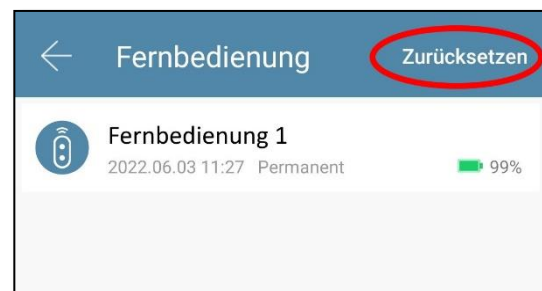 Fernbedienung Zurücksetzen
Fernbedienung 1
2022.06.03 11:27 Permanent 99%